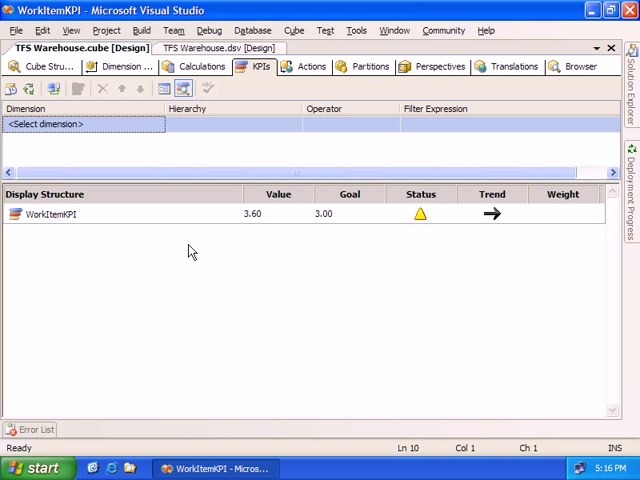 WorkItemKPI - Microsoft Visual Studio
File Edit View Project Build Team Debug Database Cube Test Tools Window Community Help
TFS Warehouse.cube [Design] TFS Warehouse.dsv [Design]
Cube Stru... Dimension ... Calculations KPIs Actions Partitions Perspectives Translations Browser
Dimension Hierarchy Operator Filter Expression
<Select dimension>
Display Structure Value Goal Status Trend Weight
WorkItemKPI 3.60 3.00
Solution Explorer
Deployment Progress
Error List
Ready Ln 10 Col 1 Ch 1 INS
start WorkItemKPI - Micros... 5:16 PM